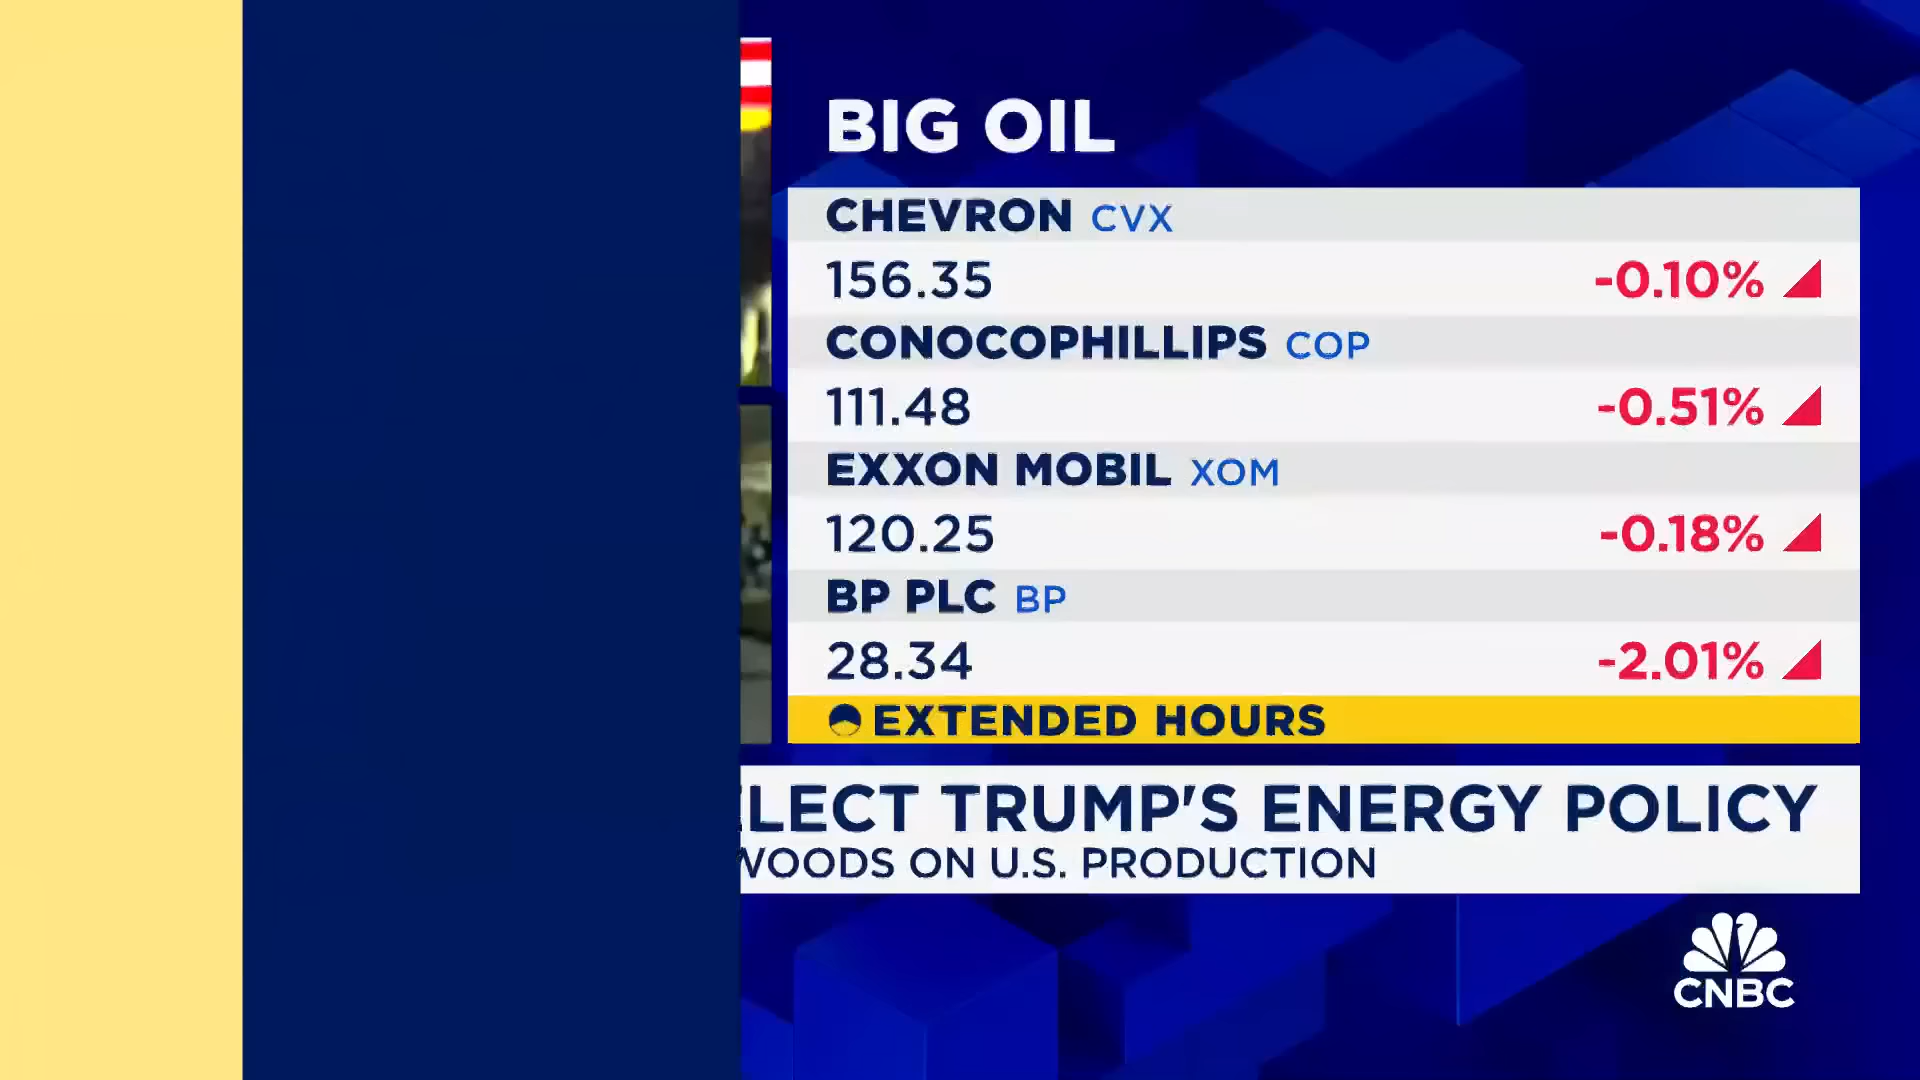 BIG OIL
CHEVRON CVX
156.35 -0.10%
CONOCOPHILLIPS COP
111.48 -0.51%
EXXON MOBIL XOM
120.25 -0.18%
BP PLC BP
28.34 -2.01%
EXTENDED HOURS
LECT TRUMP'S ENERGY POLICY
WOODS ON U.S. PRODUCTION
CNBC